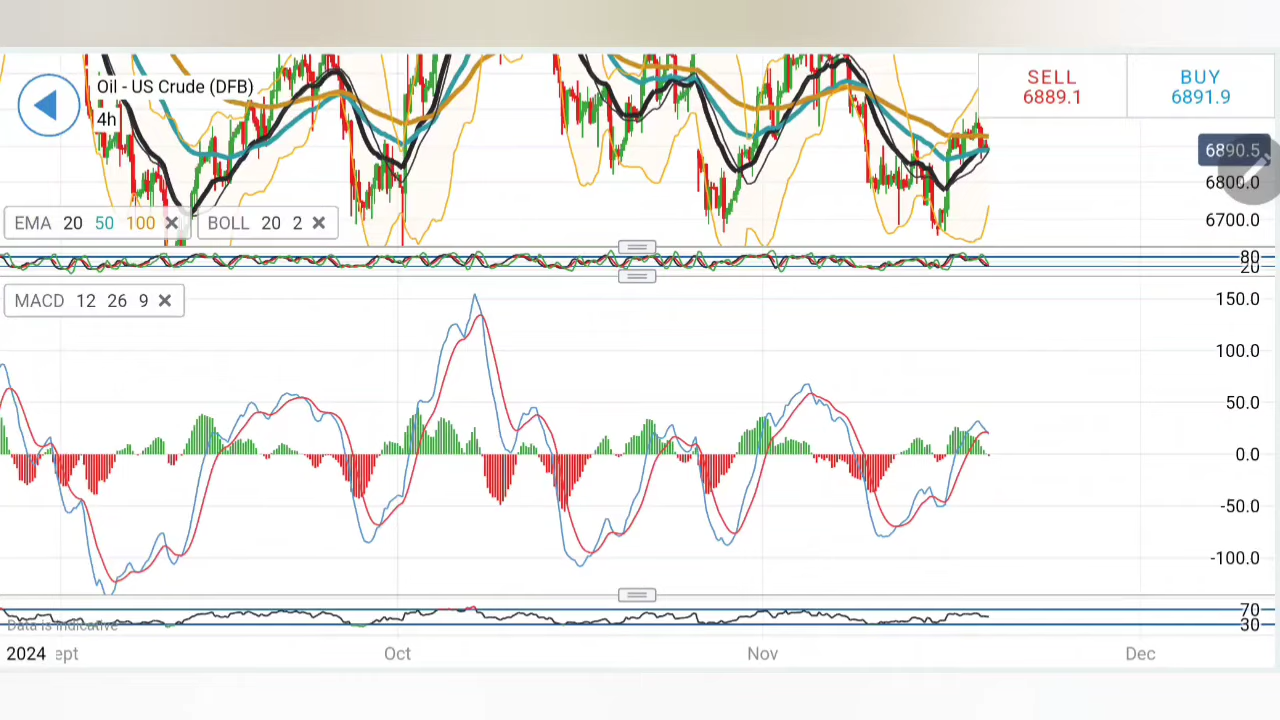 Oil - US Crude (DFB)
4h
SELL
6889.1
BUY
6891.9
6890.5
6800.0
6700.0
EMA 20 50 100
BOLL 20 2
80
20
MACD 12 26 9
150.0
100.0
50.0
0.0
-50.0
-100.0
70
30
Data is indicative
2024 ept Oct Nov Dec